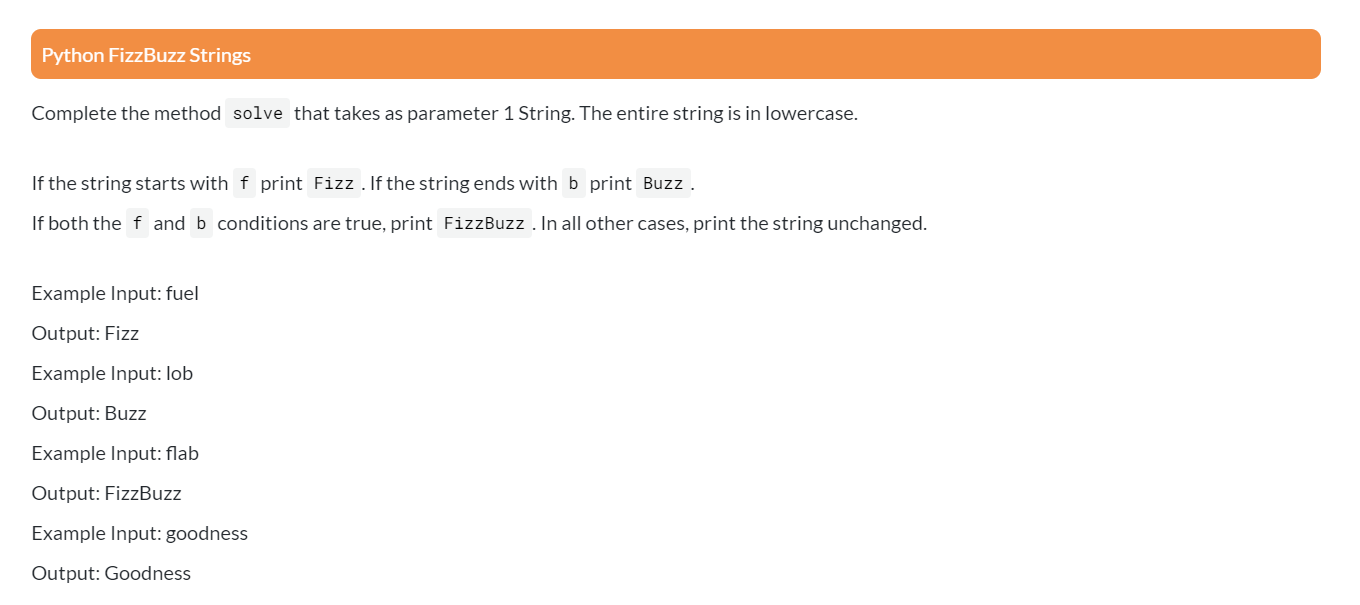 Python FizzBuzz Strings
Complete the method solve that takes as parameter 1 String. The entire string is in lowercase.
If the string starts with f print Fizz. If the string ends with b print Buzz.
If both the f and b conditions are true, print FizzBuzz. In all other cases, print the string unchanged.
Example Input: fuel
Output: Fizz
Example Input: lob
Output: Buzz
Example Input: flab
Output: FizzBuzz
Example Input: goodness
Output: Goodness